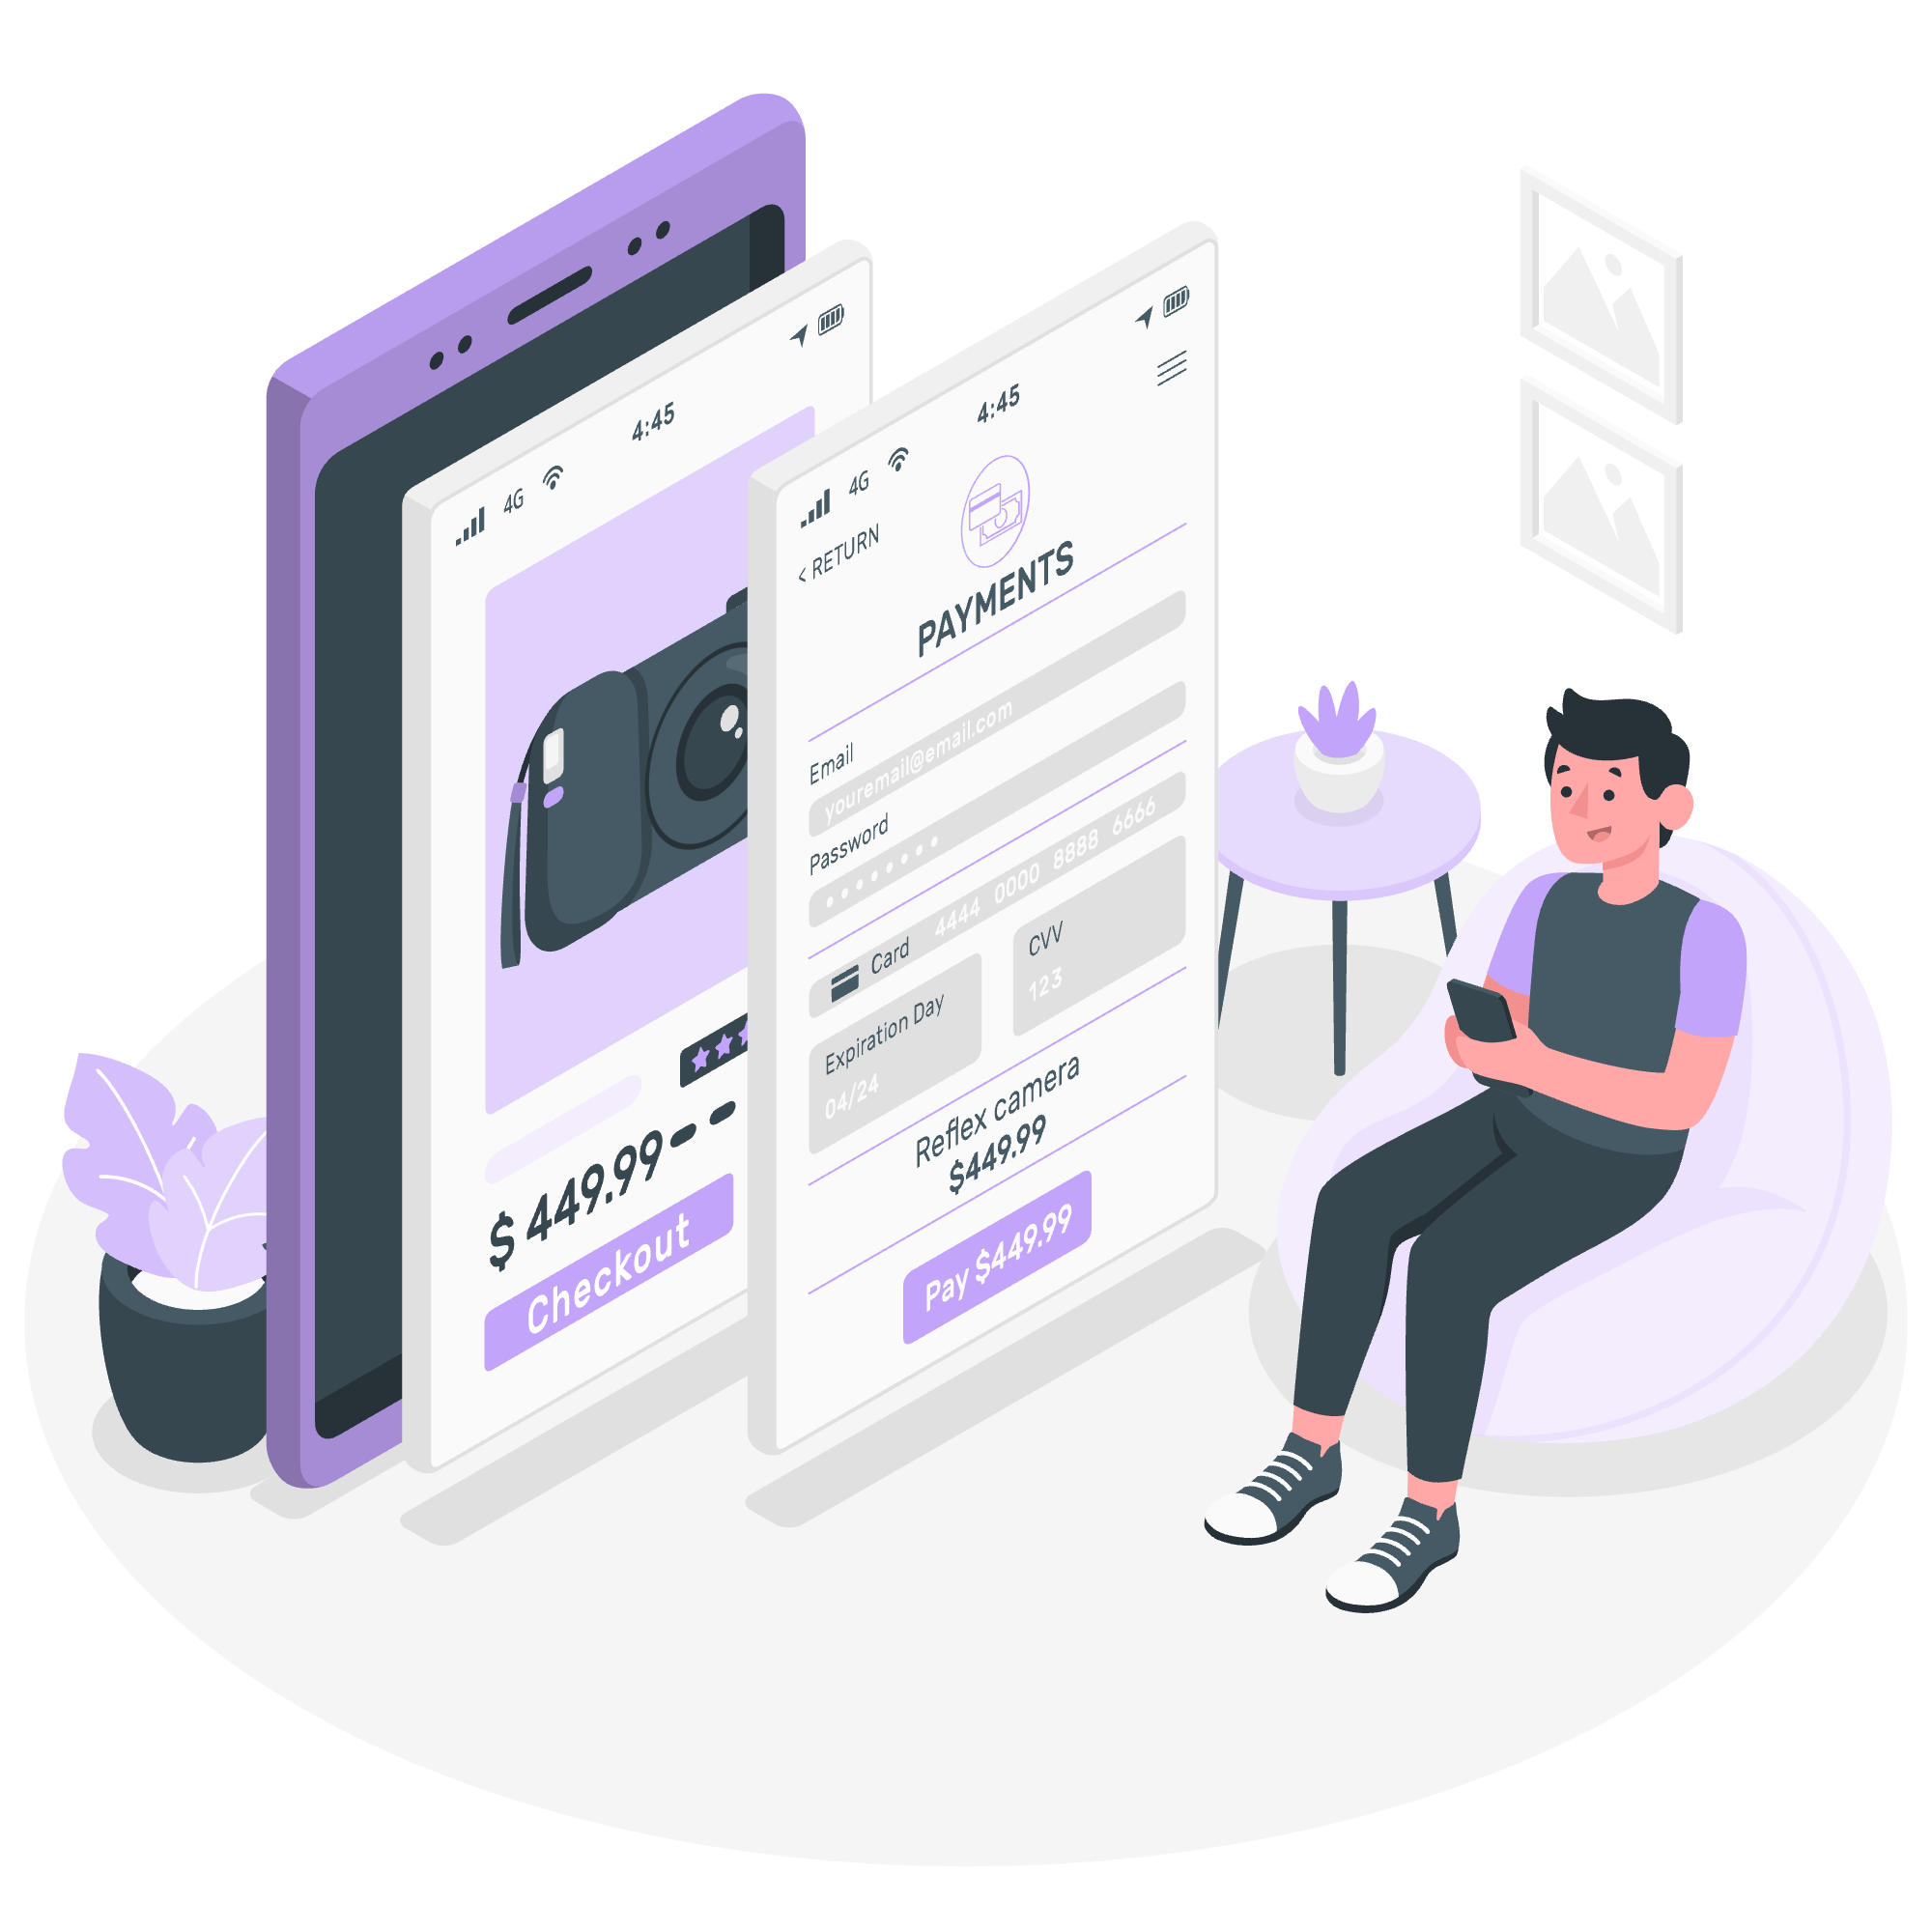 4G
4:45
$ 449.99
Checkout
4G
4:45
< RETURN
PAYMENTS
Email
youremail@email.com
Password
Card 4444 0000 8888 6666
Expiration Day
04/24
CVV
123
Reflex camera
$449.99
Pay $449.99